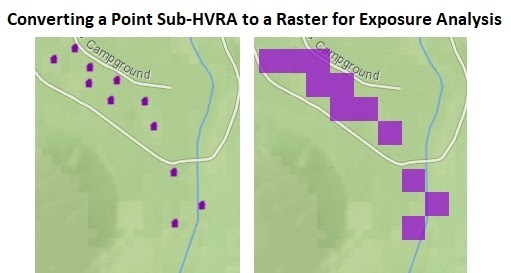 Converting a Point Sub-HVRA to a Raster for Exposure Analysis
Campground
Campground